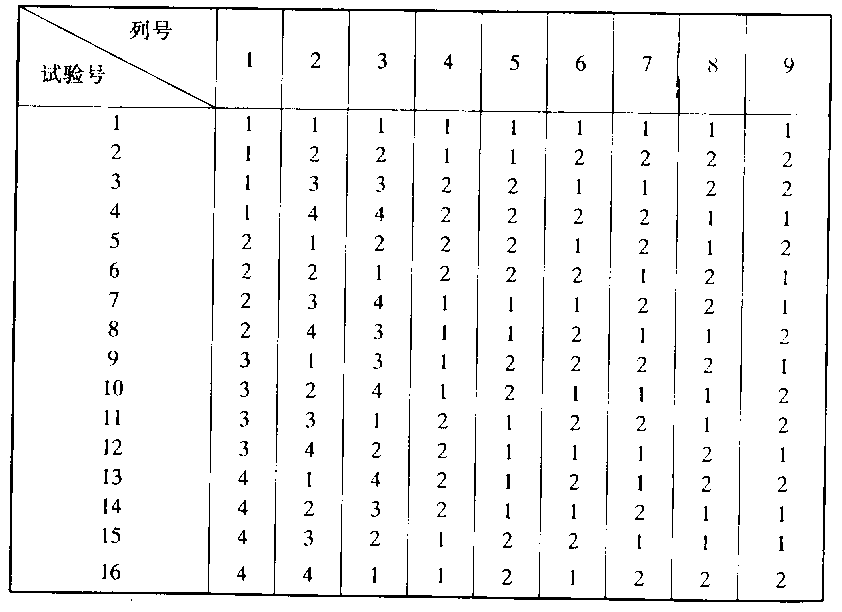 列号
试验号 1 2 3 4 5 6 7 8 9
1 1 1 1 1 1 1 1 1 1
2 1 2 2 1 1 2 2 2 2
3 1 3 3 2 2 1 1 2 2
4 1 4 4 2 2 2 2 1 1
5 2 1 2 2 2 1 2 1 2
6 2 2 1 2 2 2 1 2 1
7 2 3 4 1 1 1 2 2 1
8 2 4 3 1 1 2 1 1 2
9 3 1 3 1 2 2 2 2 1
10 3 2 4 1 2 1 1 1 2
11 3 3 1 2 1 2 2 1 2
12 3 4 2 2 1 1 1 2 1
13 4 1 4 2 1 2 1 2 2
14 4 2 3 2 1 1 2 1 1
15 4 3 2 1 2 2 1 1 1
16 4 4 1 1 2 1 2 2 2